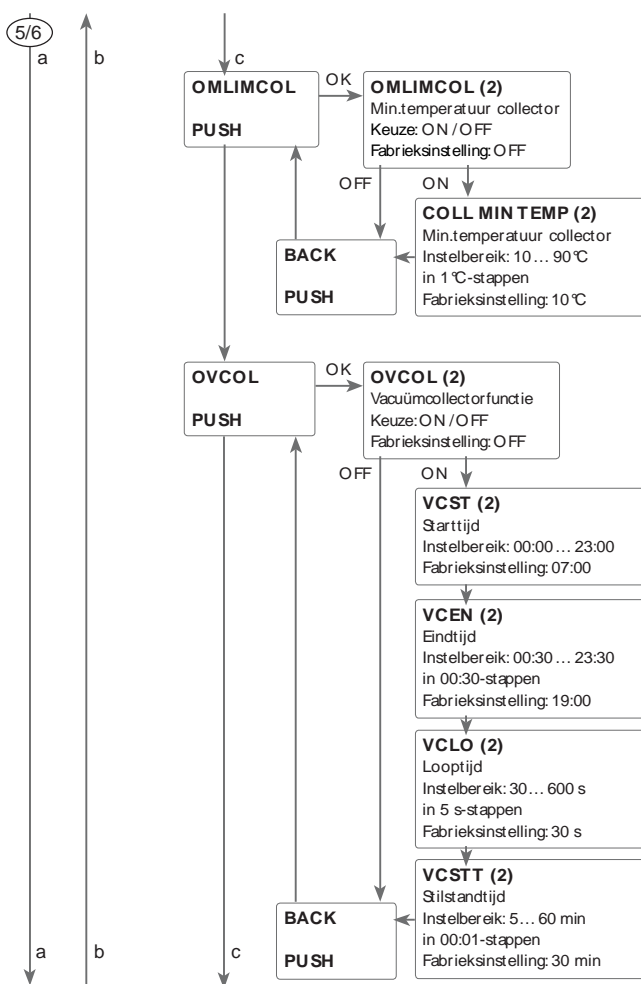 5/6
a
b
c
OMLIMCOL
PUSH
OK
OMLIMCOL (2)
Min.temperatuur collector
Keuze: ON / OFF
Fabrieksinstelling: OFF
OFF
ON
COLL MIN TEMP (2)
Min.temperatuur collector
Instelbereik: 10 ... 90 °C
in 1 °C-stappen
Fabrieksinstelling: 10 °C
BACK
PUSH
OVCOL
PUSH
OK
OVCOL (2)
Vacuümcollectorfunctie
Keuze: ON / OFF
Fabrieksinstelling: OFF
OFF
ON
VCST (2)
Starttijd
Instelbereik: 00:00 ... 23:00
Fabrieksinstelling: 07:00
VCEN (2)
Eindtijd
Instelbereik: 00:30 ... 23:30
in 00:30-stappen
Fabrieksinstelling: 19:00
VCLO (2)
Looptijd
Instelbereik: 30 ... 600 s
in 5 s-stappen
Fabrieksinstelling: 30 s
VCSTT (2)
Stilstandtijd
Instelbereik: 5 ... 60 min
in 00:01-stappen
Fabrieksinstelling: 30 min
BACK
PUSH
a
b
c